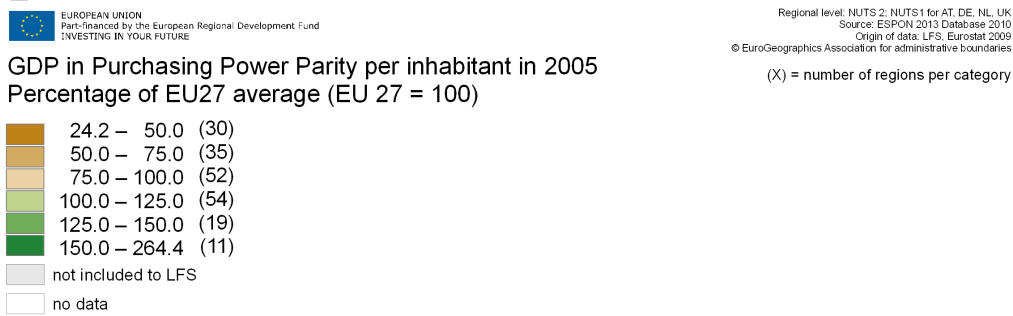 EUROPEAN UNION
Part-financed by the European Regional Development Fund
INVESTING IN YOUR FUTURE
Regional level: NUTS 2; NUTS1 for AT, DE, NL, UK
Source: ESPON 2013 Database 2010
Origin of data: LFS, Eurostat 2009
© EuroGeographics Association for administrative boundaries
GDP in Purchasing Power Parity per inhabitant in 2005
Percentage of EU27 average (EU 27 = 100)
(X) = number of regions per category
24.2 – 50.0 (30)
50.0 – 75.0 (35)
75.0 – 100.0 (52)
100.0 – 125.0 (54)
125.0 – 150.0 (19)
150.0 – 264.4 (11)
not included to LFS
no data